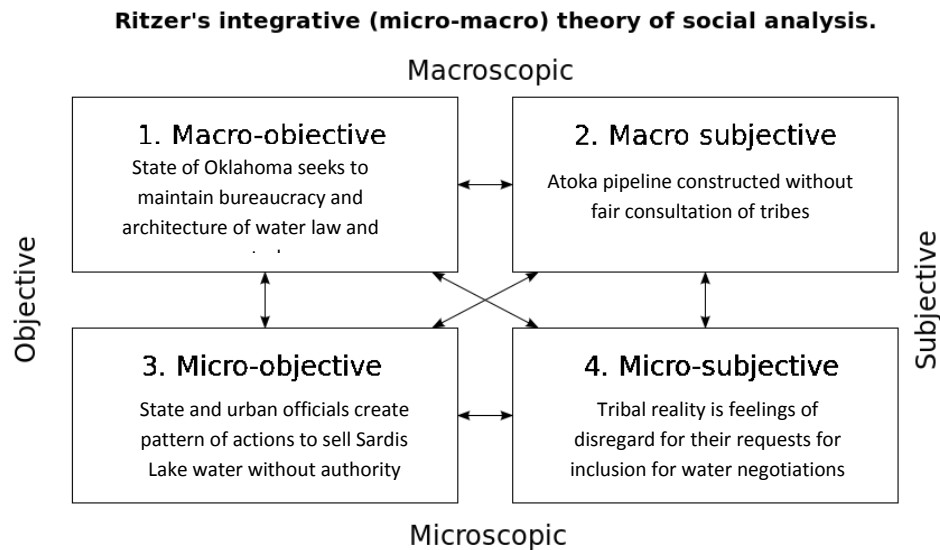 Ritzer's integrative (micro-macro) theory of social analysis.
Macroscopic
1. Macro-objective
State of Oklahoma seeks to
maintain bureaucracy and
architecture of water law and
2. Macro subjective
Atoka pipeline constructed without
fair consultation of tribes
Objective
Subjective
3. Micro-objective
State and urban officials create
pattern of actions to sell Sardis
Lake water without authority
4. Micro-subjective
Tribal reality is feelings of
disregard for their requests for
inclusion for water negotiations
Microscopic